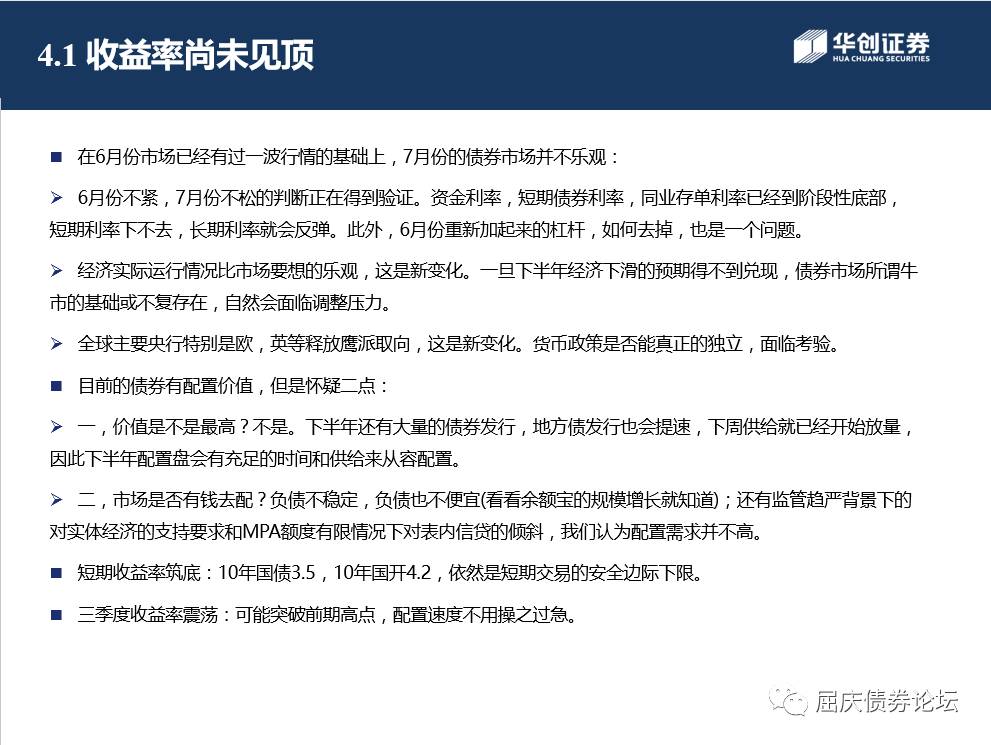 4.1 收益率尚未见顶
华创证券
HUA CHUANG SECURITIES
■ 在6月份市场已经有过一波行情的基础上，7月份的债券市场并不乐观：
➢ 6月份不紧，7月份不松的判断正在得到验证。资金利率，短期债券利率，同业存单利率已经到阶段性底部，
短期利率下不去，长期利率就会反弹。此外，6月份重新加起来的杠杆，如何去掉，也是一个问题。
➢ 经济实际运行情况比市场要想的乐观，这是新变化。一旦下半年经济下滑的预期得不到兑现，债券市场所谓牛
市的基础或不复存在，自然会面临调整压力。
➢ 全球主要央行特别是欧，英等释放鹰派取向，这是新变化。货币政策是否能真正的独立，面临考验。
■ 目前的债券有配置价值，但是怀疑二点：
➢ 一，价值是不是最高？不是。下半年还有大量的债券发行，地方债发行也会提速，下周供给就已经开始放量，
因此下半年配置盘会有充足的时间和供给来从容配置。
➢ 二，市场是否有钱去配？负债不稳定，负债也不便宜(看看余额宝的规模增长就知道)；还有监管趋严背景下的
对实体经济的支持要求和MPA额度有限情况下对表内信贷的倾斜，我们认为配置需求并不高。
■ 短期收益率筑底：10年国债3.5，10年国开4.2，依然是短期交易的安全边际下限。
■ 三季度收益率震荡：可能突破前期高点，配置速度不用操之过急。
屈庆债券论坛